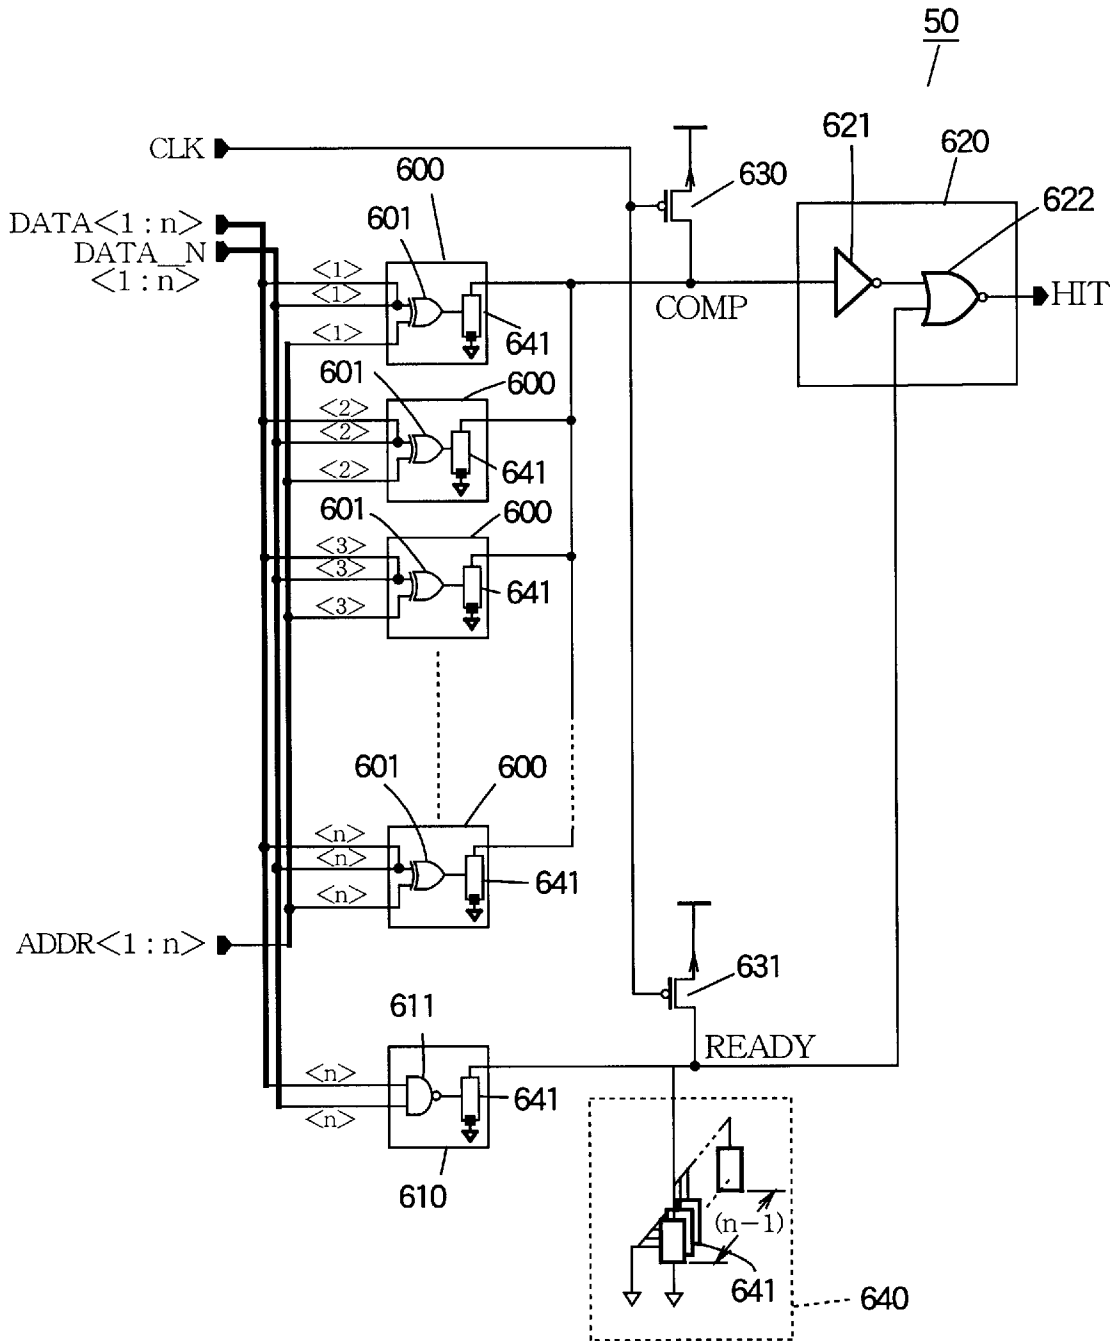 50
621
620
CLK
600
630
622
601
DATA<1 : n>
DATA_N
<1 : n>
<1>
<1>
HIT
COMP
<1>
641
601
600
<2>
<2>
<2>
641
601
600
<3>
<3>
641
<3>
601
600
<n>
<n>
641
<n>
ADDR<1 : n>
631
611
READY
<n>
641
<n>
610
(n−1)
641
640